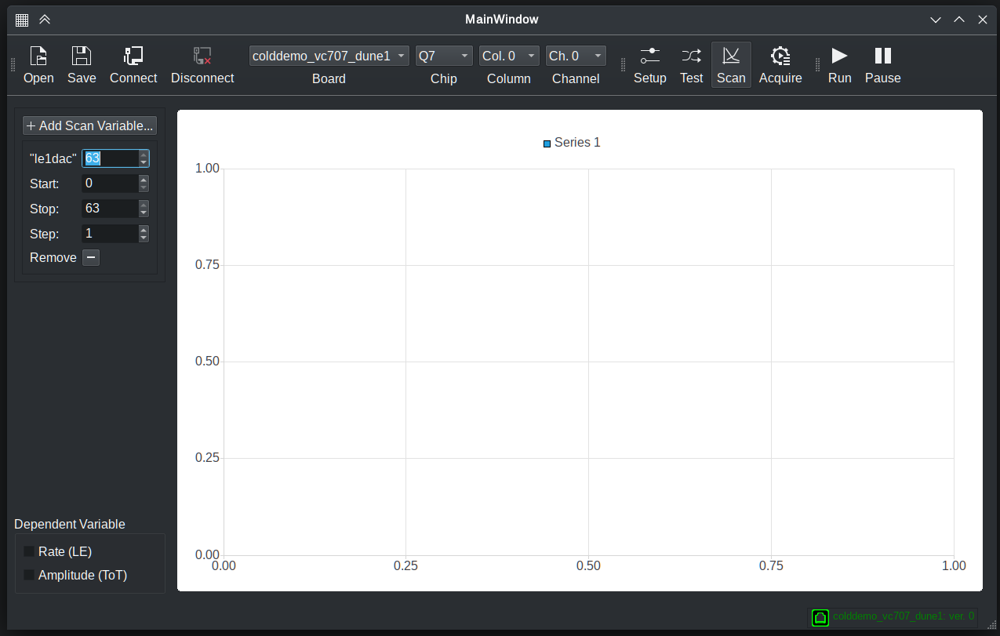 MainWindow
Open Save Connect Disconnect colddemo_vc707_dune1 Q7 Col. 0 Ch. 0 Setup Test Scan Acquire Run Pause
Board Chip Column Channel
+ Add Scan Variable...
"le1dac" 63
Start: 0
Stop: 63
Step: 1
Remove −
Series 1
1.00
0.75
0.50
0.25
0.00
0.00 0.25 0.50 0.75 1.00
Dependent Variable
Rate (LE)
Amplitude (ToT)
colddemo_vc707_dune1: ver. 0